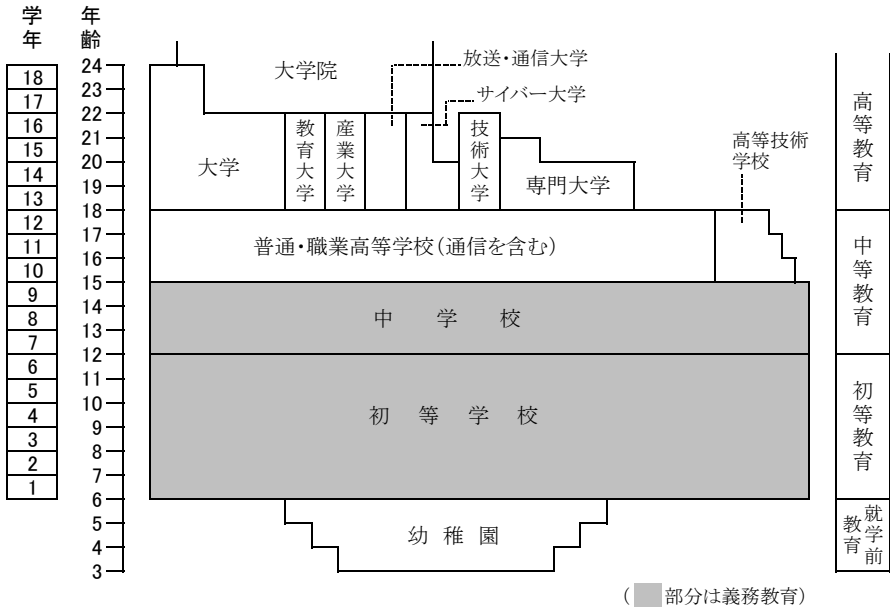 学年
年齢
24
23
22
21
20
19
18
17
16
15
14
13
12
11
10
9
8
7
6
5
4
3
18
17
16
15
14
13
12
11
10
9
8
7
6
5
4
3
2
1
大学院
放送・通信大学
サイバー大学
大学
教育大学
産業大学
技術大学
専門大学
高等技術
学校
普通・職業高等学校(通信を含む)
中学校
初等学校
幼稚園
高等教育
中等教育
初等教育
就学前
教育
(部分は義務教育)